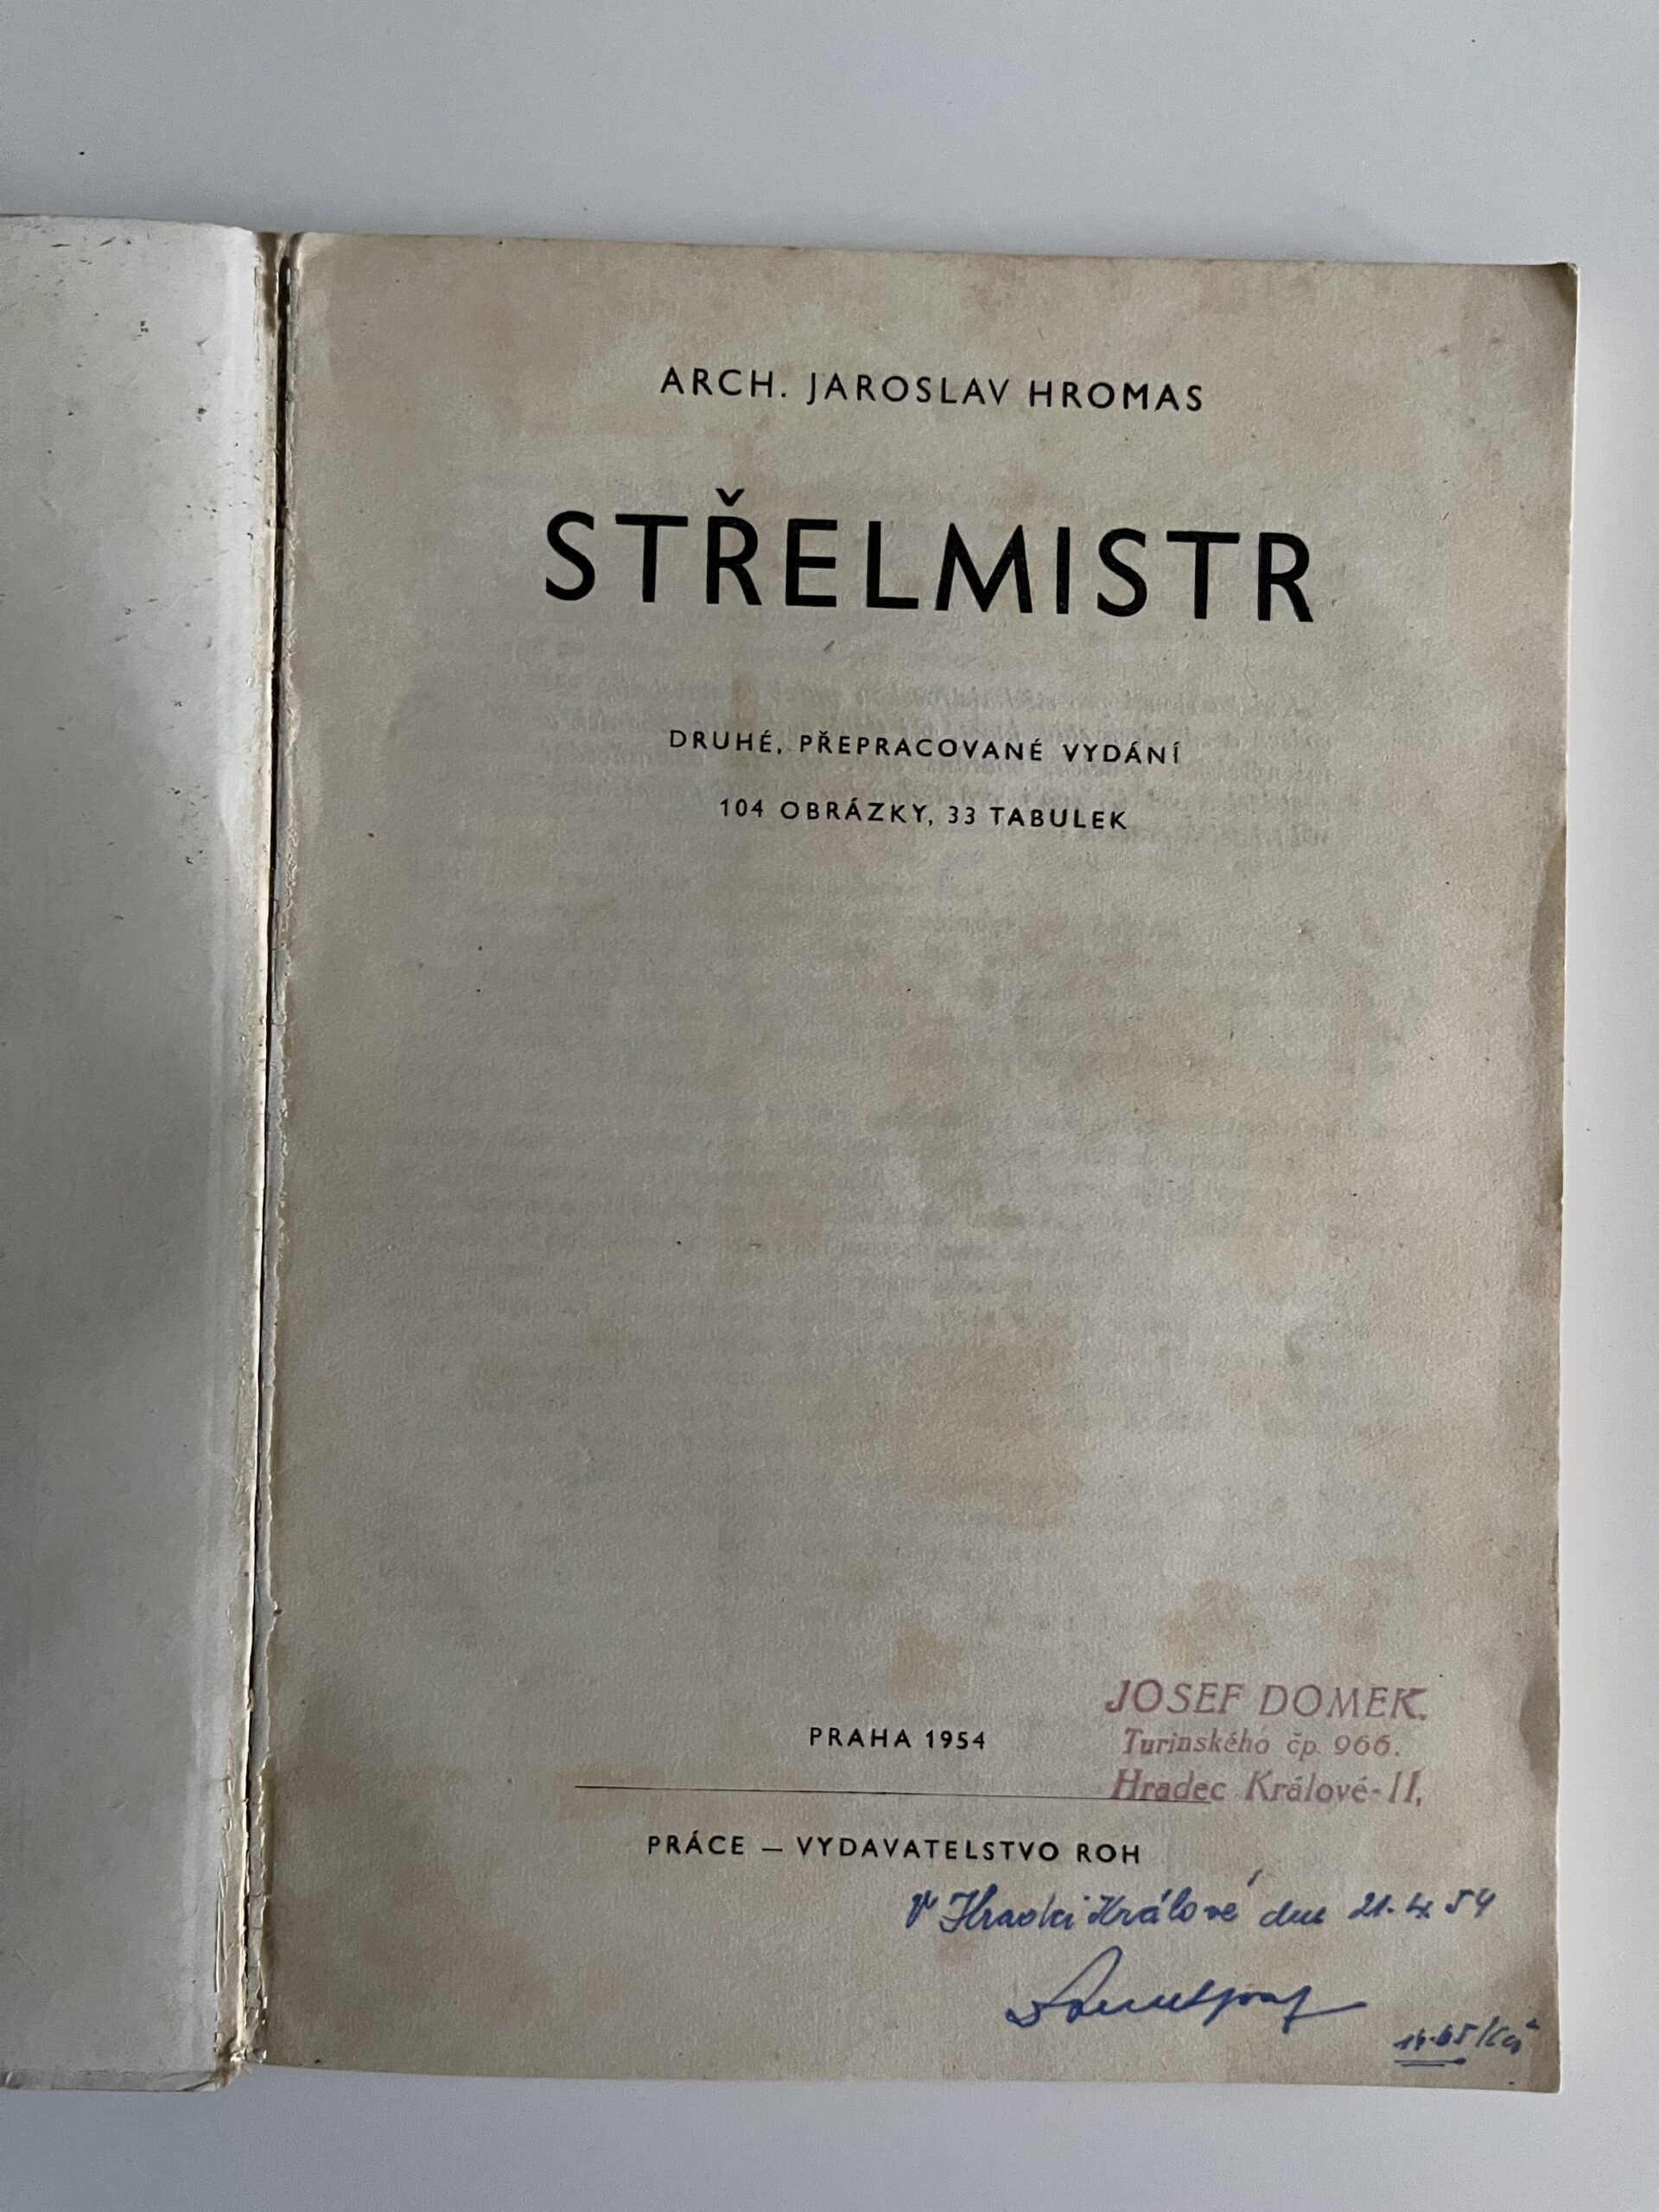 ARCH. JAROSLAV HROMAS
STŘELMISTR
DRUHÉ, PŘEPRACOVANÉ VYDÁNÍ
104 OBRÁZKY, 33 TABULEK
PRAHA 1954
JOSEF DOMEK.
Turinského čp. 966.
Hradec Králové-II,
PRÁCE — VYDAVATELSTVO ROH
V Hradci Králové dne 21. 54